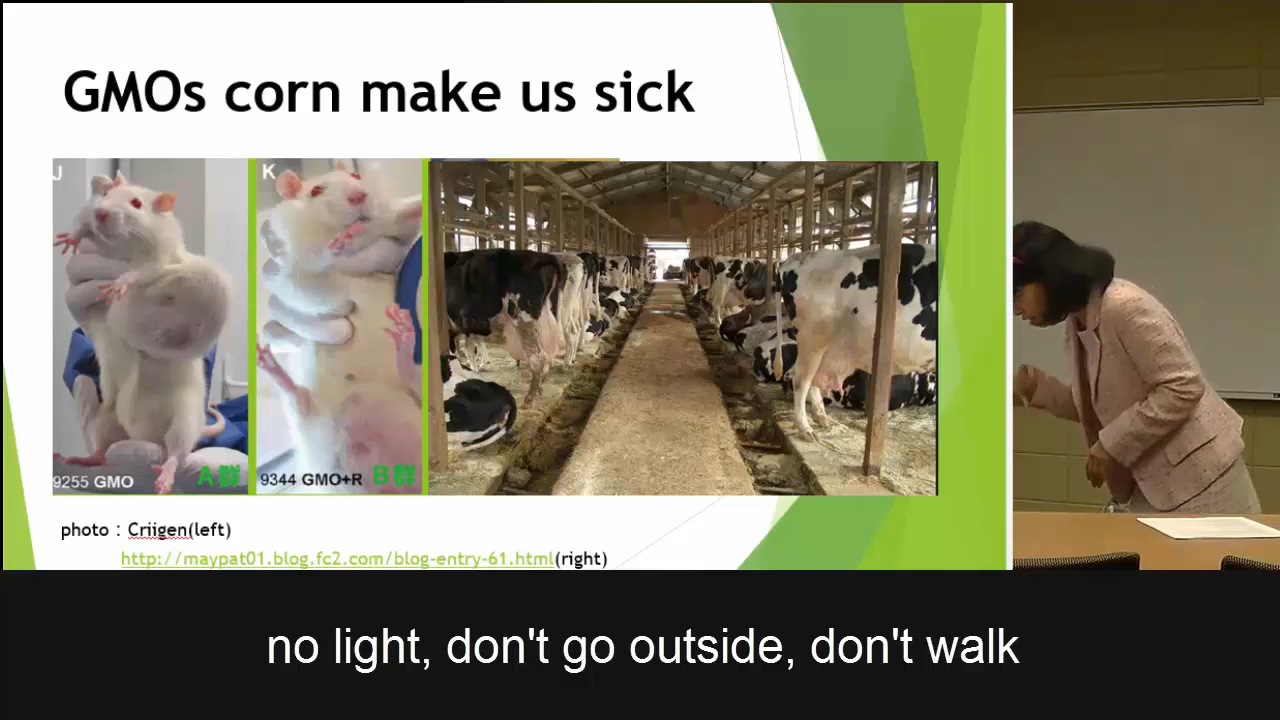 GMOs corn make us sick
J
K
9255 GMO
A群
9344 GMO+R
B群
photo：Criigen(left)
http://maypat01.blog.fc2.com/blog-entry-61.html(right)
no light, don't go outside, don't walk